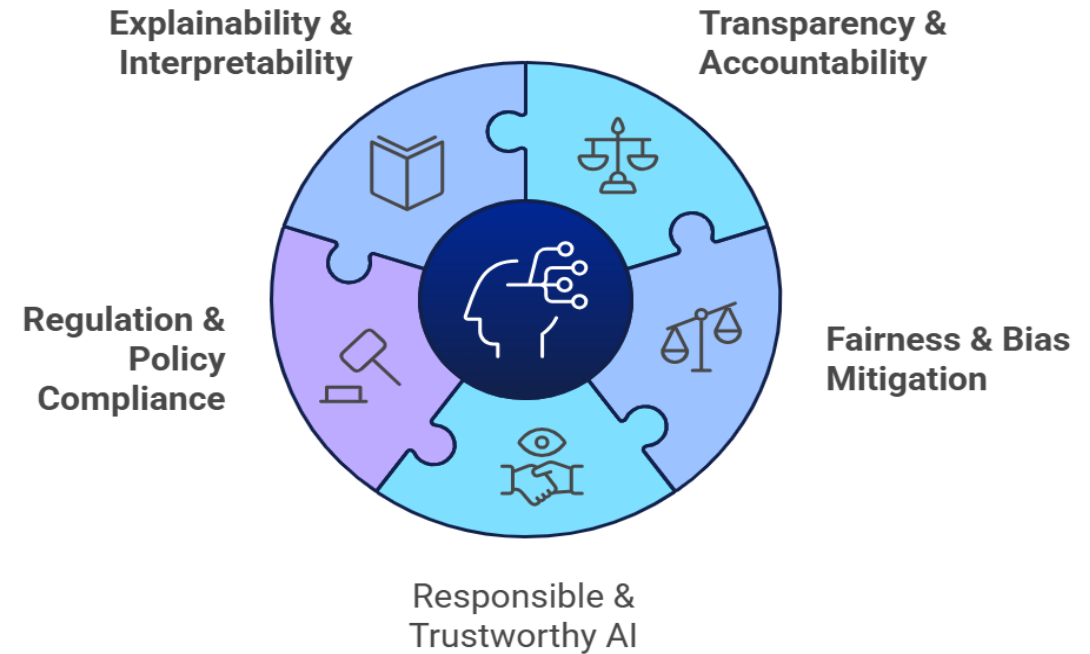 Explainability &
Interpretability
Transparency &
Accountability
Regulation &
Policy
Compliance
Fairness & Bias
Mitigation
Responsible &
Trustworthy AI